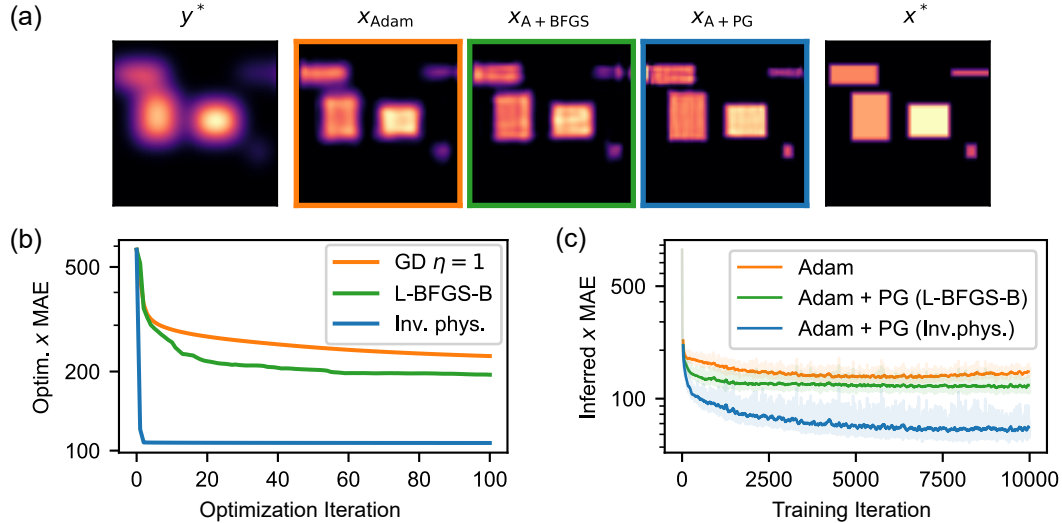 (a)
y* x_Adam x_A+BFGS x_A+PG x*
(b)
Optim. x MAE
500
200
100
GD η = 1
L-BFGS-B
Inv. phys.
0 20 40 60 80 100
Optimization Iteration
(c)
Inferred x MAE
500
100
Adam
Adam + PG (L-BFGS-B)
Adam + PG (Inv.phys.)
0 2500 5000 7500 10000
Training Iteration